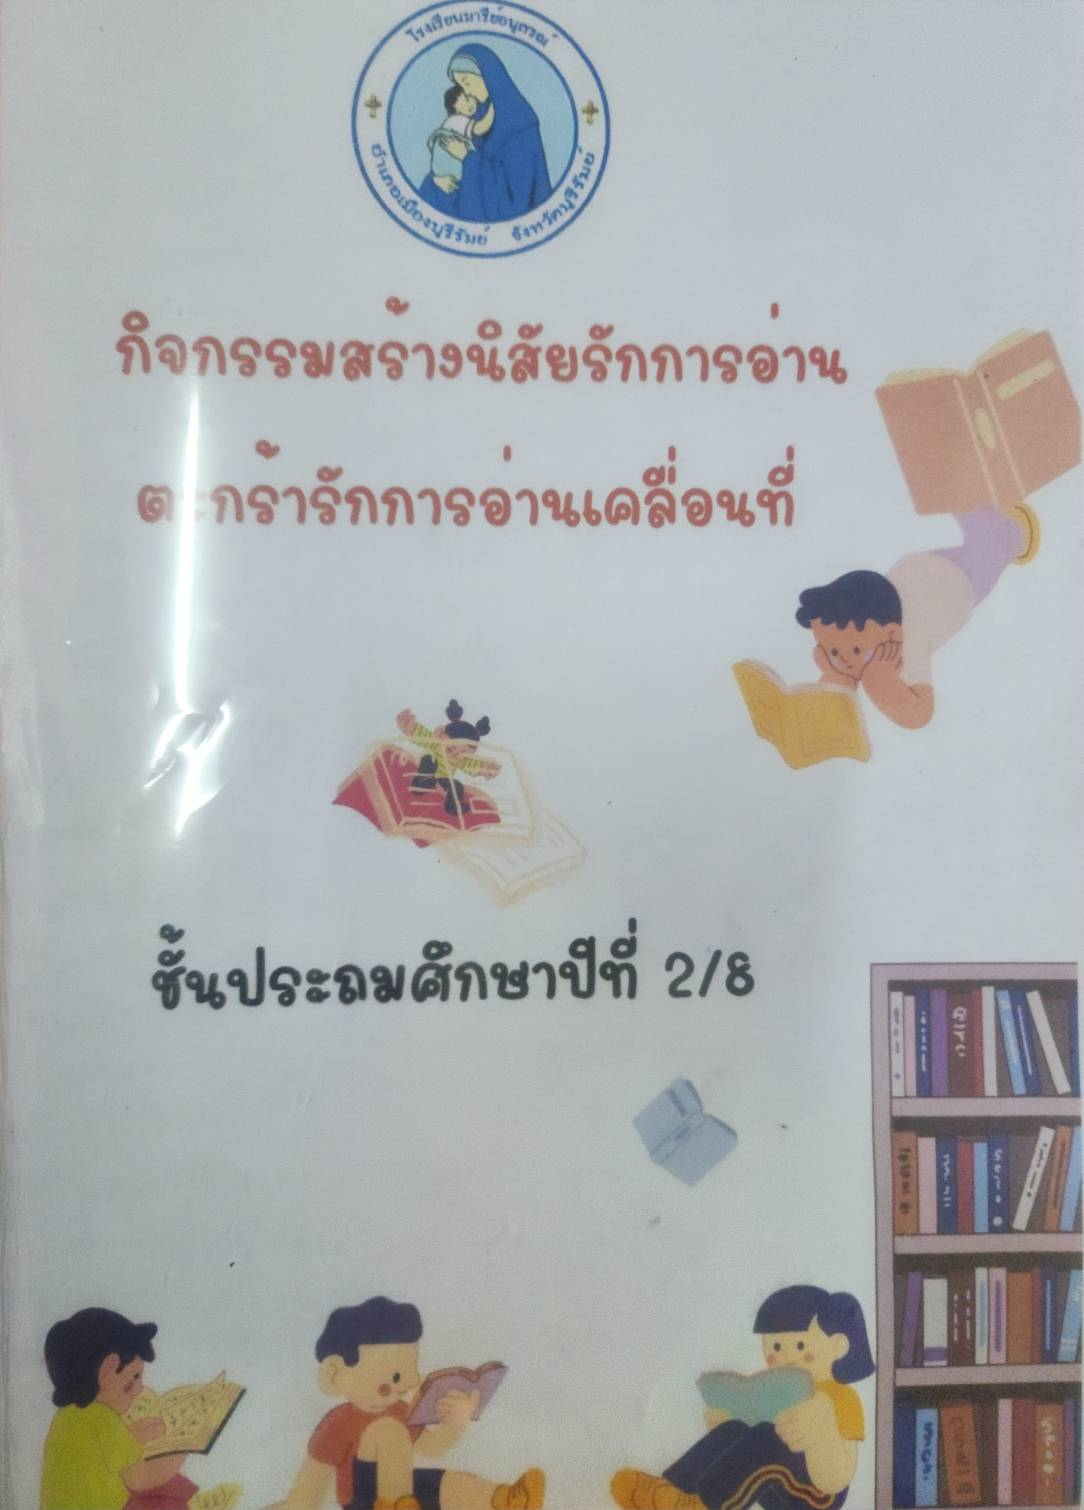 โรงเรียนมารีย์อนุสรณ์
อำเภอเมืองบุรีรัมย์ จังหวัดบุรีรัมย์
กิจกรรมสร้างนิสัยรักการอ่าน
ตะกร้ารักการอ่านเคลื่อนที่
ชั้นประถมศึกษาปีที่ 2/8